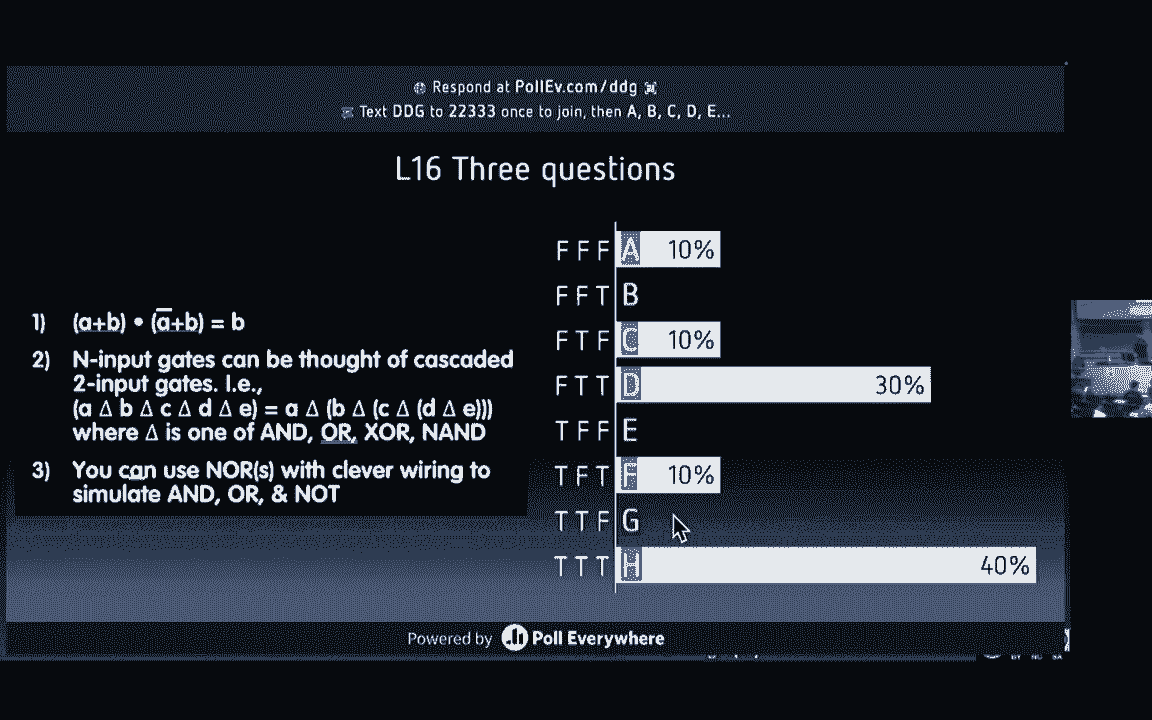 Respond at PollEv.com/ddg
Text DDG to 22333 once to join, then A, B, C, D, E...
L16 Three questions
1) (a+b) • (a̅+b) = b
2) N-input gates can be thought of cascaded
2-input gates. I.e.,
(a Δ b Δ c Δ d Δ e) = a Δ (b Δ (c Δ (d Δ e)))
where Δ is one of AND, OR, XOR, NAND
3) You can use NOR(s) with clever wiring to
simulate AND, OR, & NOT
F F F A 10%
F F T B
F T F C 10%
F T T D 30%
T F F E
T F T F 10%
T T F G
T T T H 40%
Powered by Poll Everywhere